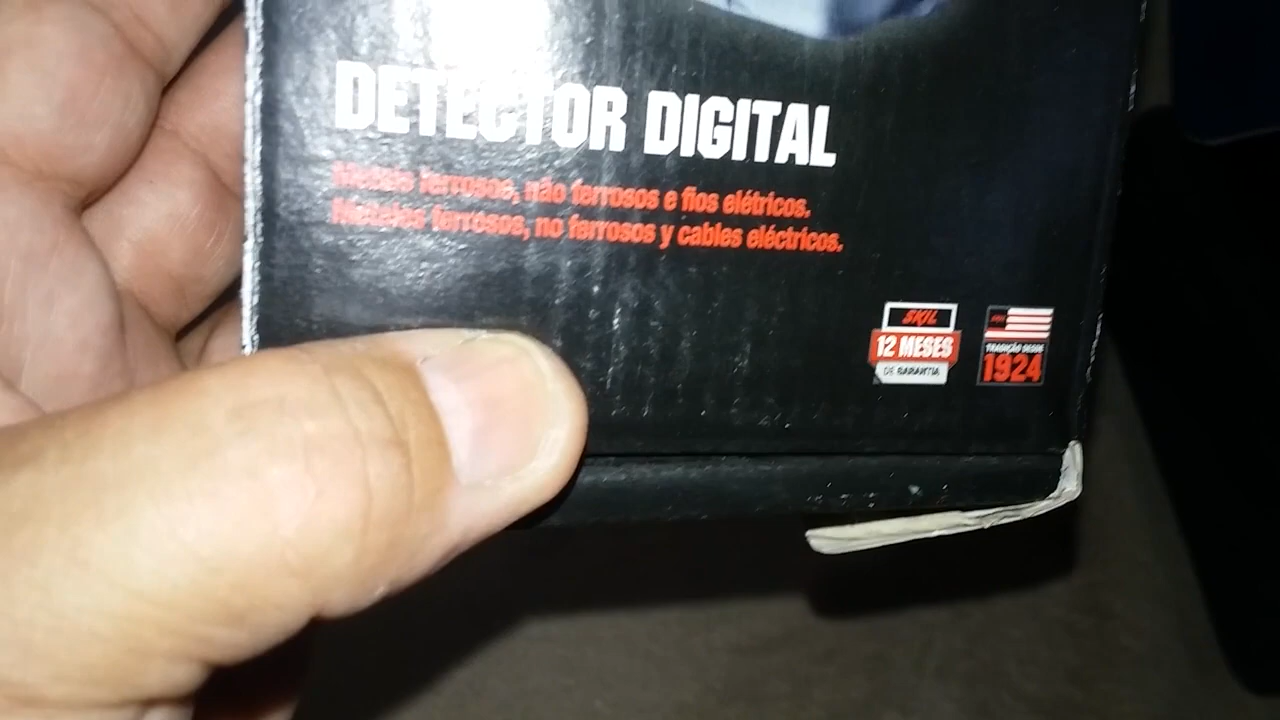 DETECTOR DIGITAL
Metais ferrosos, não ferrosos e fios elétricos.
Metales ferrosos, no ferrosos y cables eléctricos.
SKIL
12 MESES
DE GARANTIA
TRADIÇÃO DESDE
1924